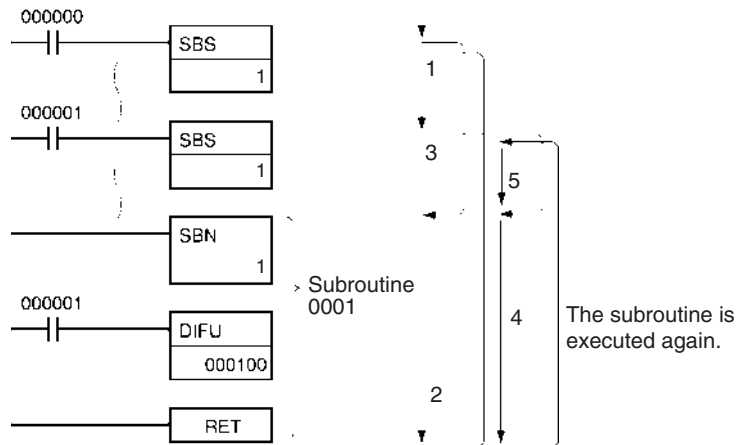 000000
SBS
1
000001
SBS
1
SBN
1
000001
DIFU
000100
RET
Subroutine
0001
1
3
5
4
2
The subroutine is
executed again.